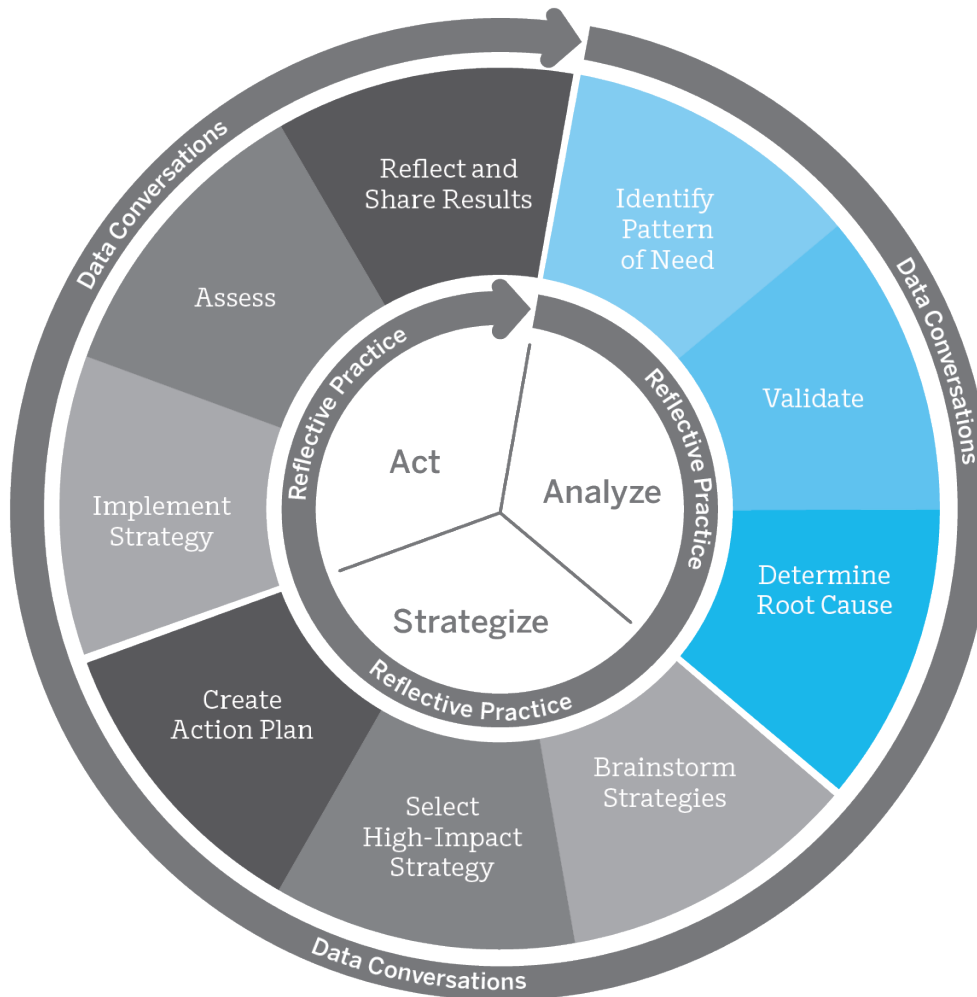 Data Conversations
Reflect and
Share Results
Identify
Pattern
of Need
Data Conversations
Assess
Validate
Reflective Practice
Reflective Practice
Act
Analyze
Implement
Strategy
Determine
Root Cause
Strategize
Reflective Practice
Create
Action Plan
Brainstorm
Strategies
Select
High-Impact
Strategy
Data Conversations